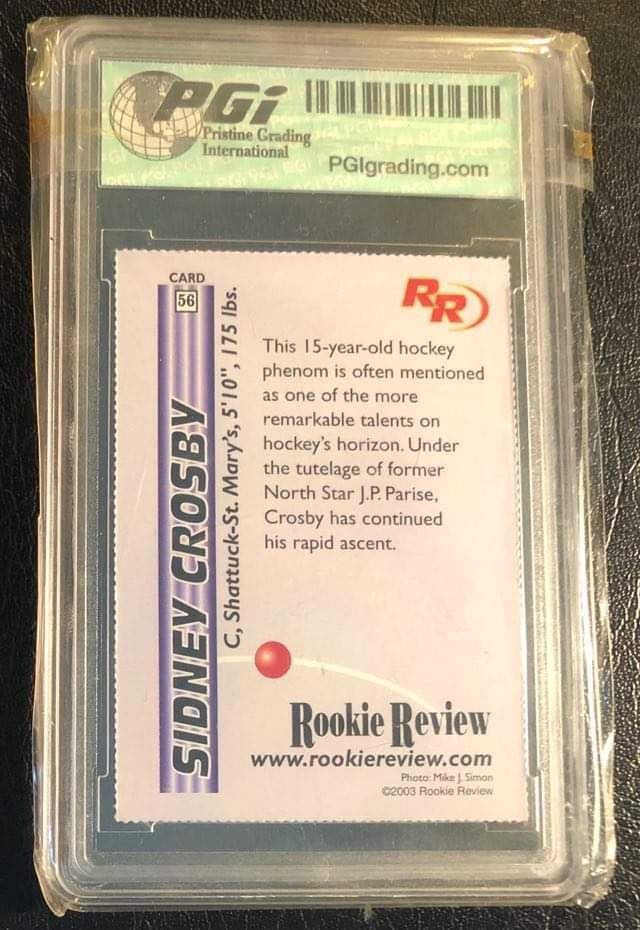 PGi
Pristine Grading
International
PGIgrading.com
CARD
56
RR
SIDNEY CROSBY
C, Shattuck-St. Mary's, 5'10", 175 lbs.
This 15-year-old hockey
phenom is often mentioned
as one of the more
remarkable talents on
hockey's horizon. Under
the tutelage of former
North Star J.P. Parise,
Crosby has continued
his rapid ascent.
Rookie Review
www.rookiereview.com
Photo: Mike J. Simon
©2003 Rookie Review